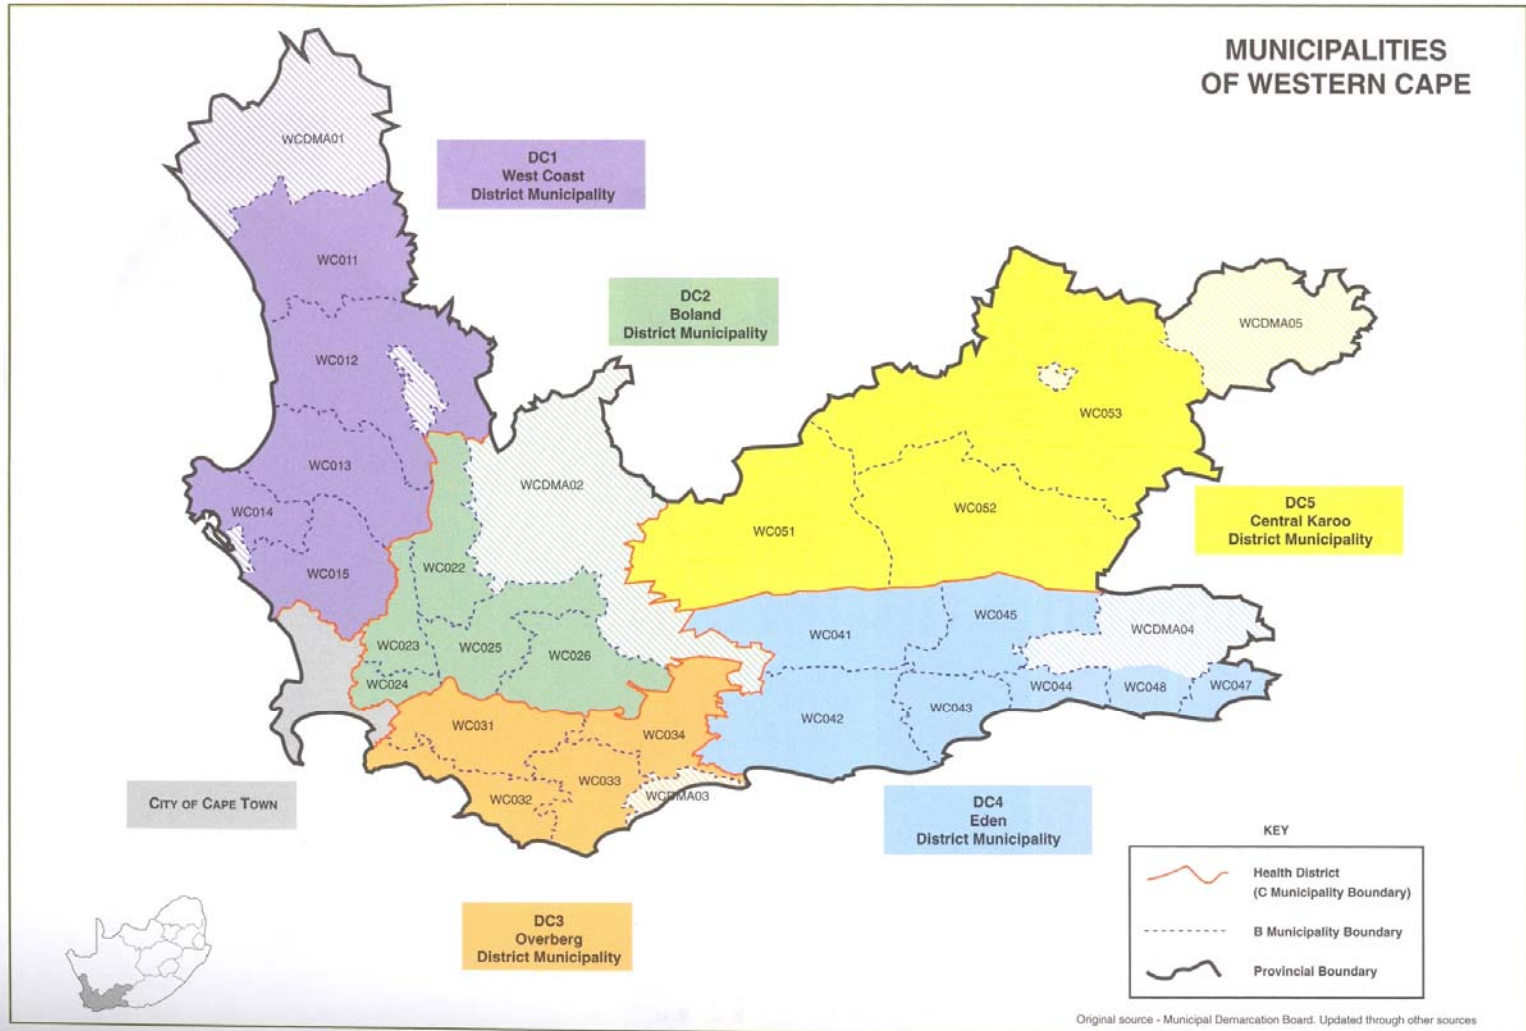 MUNICIPALITIES
OF WESTERN CAPE
WCDMA01
DC1
West Coast
District Municipality
WC011
DC2
Boland
District Municipality
WCDMA05
WC012
WC053
WC013
WCDMA02
WC014
WC051
WC052
DC5
Central Karoo
District Municipality
WC015
WC022
WC023
WC025
WC026
WC024
WC041
WC045
WCDMA04
WC044
WC048
WC047
WC042
WC043
WC031
WC034
WC033
WC032
WCDMA03
CITY OF CAPE TOWN
DC4
Eden
District Municipality
DC3
Overberg
District Municipality
KEY
Health District
(C Municipality Boundary)
B Municipality Boundary
Provincial Boundary
Original source - Municipal Demarcation Board. Updated through other sources